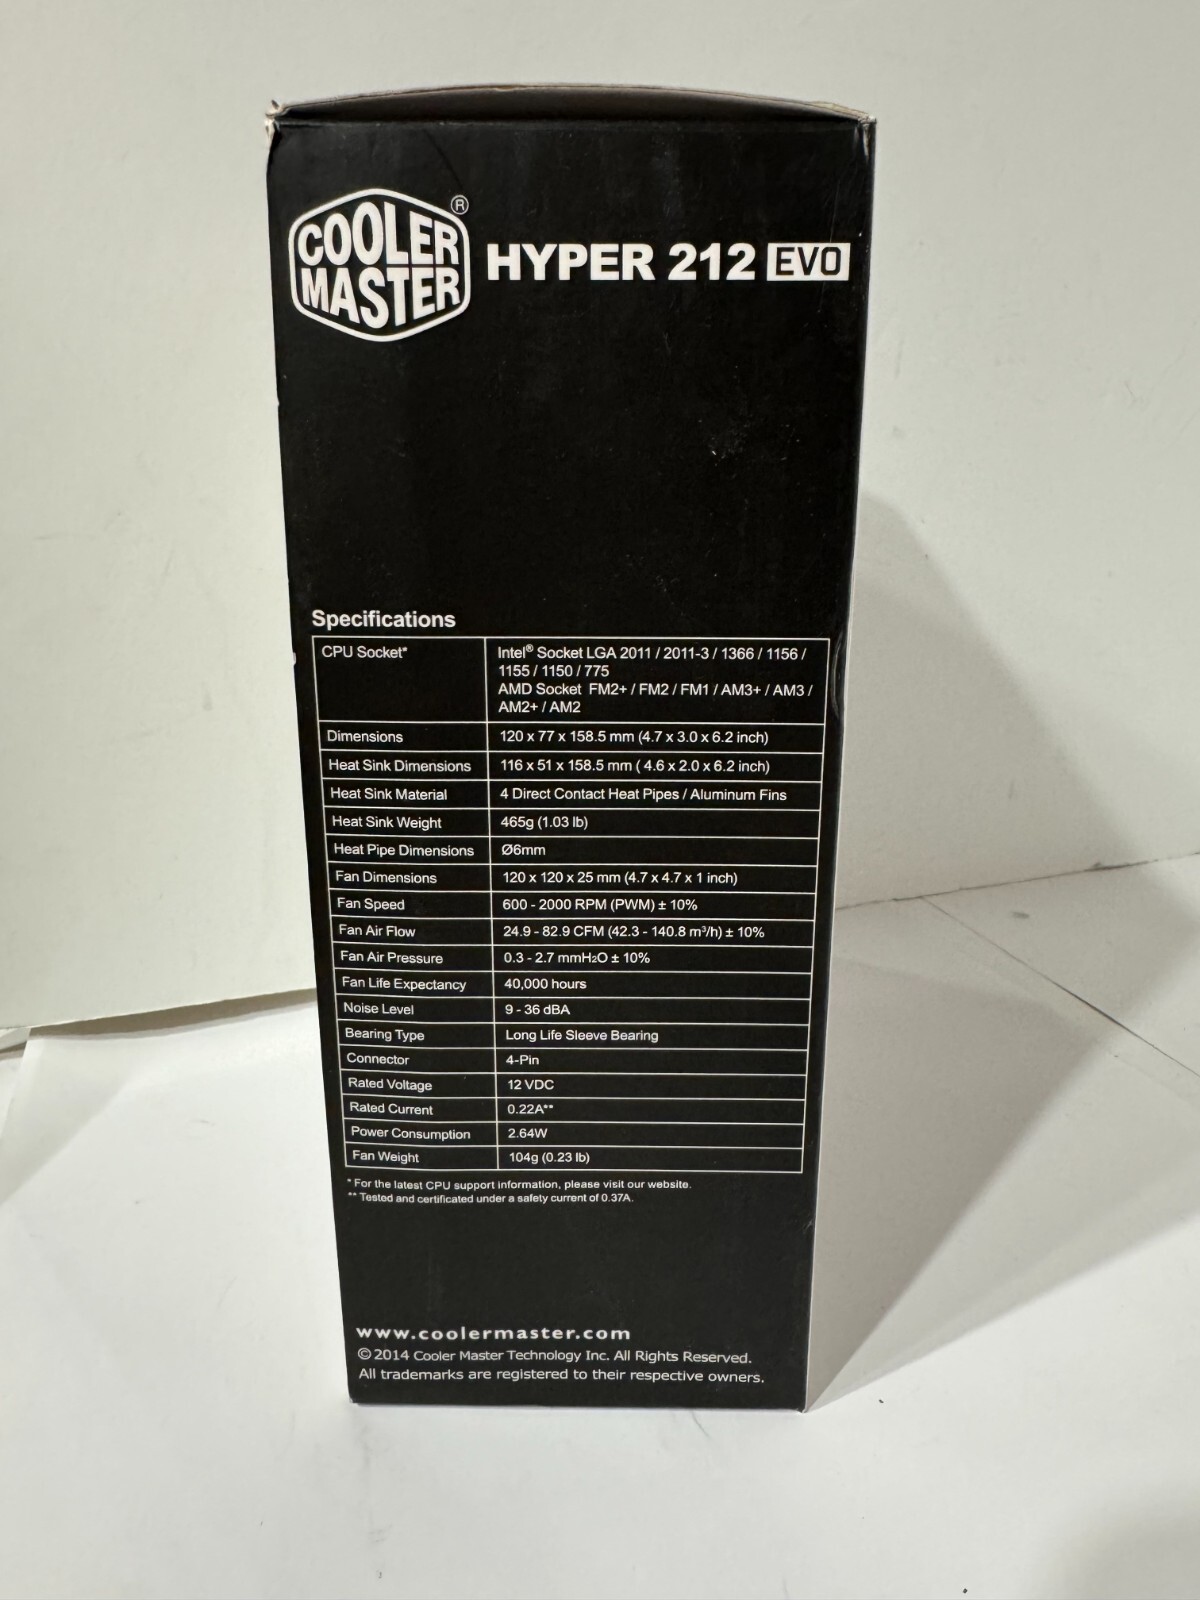 COOLER
MASTER
®
HYPER 212 EVO
Specifications
CPU Socket* Intel® Socket LGA 2011 / 2011-3 / 1366 / 1156 /
1155 / 1150 / 775
AMD Socket FM2+ / FM2 / FM1 / AM3+ / AM3 /
AM2+ / AM2
Dimensions 120 x 77 x 158.5 mm (4.7 x 3.0 x 6.2 inch)
Heat Sink Dimensions 116 x 51 x 158.5 mm ( 4.6 x 2.0 x 6.2 inch)
Heat Sink Material 4 Direct Contact Heat Pipes / Aluminum Fins
Heat Sink Weight 465g (1.03 lb)
Heat Pipe Dimensions Ø6mm
Fan Dimensions 120 x 120 x 25 mm (4.7 x 4.7 x 1 inch)
Fan Speed 600 - 2000 RPM (PWM) ± 10%
Fan Air Flow 24.9 - 82.9 CFM (42.3 - 140.8 m³/h) ± 10%
Fan Air Pressure 0.3 - 2.7 mmH₂O ± 10%
Fan Life Expectancy 40,000 hours
Noise Level 9 - 36 dBA
Bearing Type Long Life Sleeve Bearing
Connector 4-Pin
Rated Voltage 12 VDC
Rated Current 0.22A**
Power Consumption 2.64W
Fan Weight 104g (0.23 lb)
* For the latest CPU support information, please visit our website.
** Tested and certificated under a safety current of 0.37A.
www.coolermaster.com
© 2014 Cooler Master Technology Inc. All Rights Reserved.
All trademarks are registered to their respective owners.